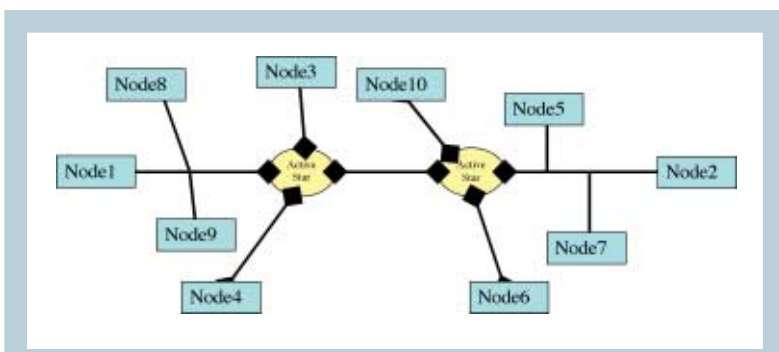 Node3
Node8
Node10
Node5
Node1
Active
Star
Active
Star
Node2
Node9
Node7
Node4
Node6